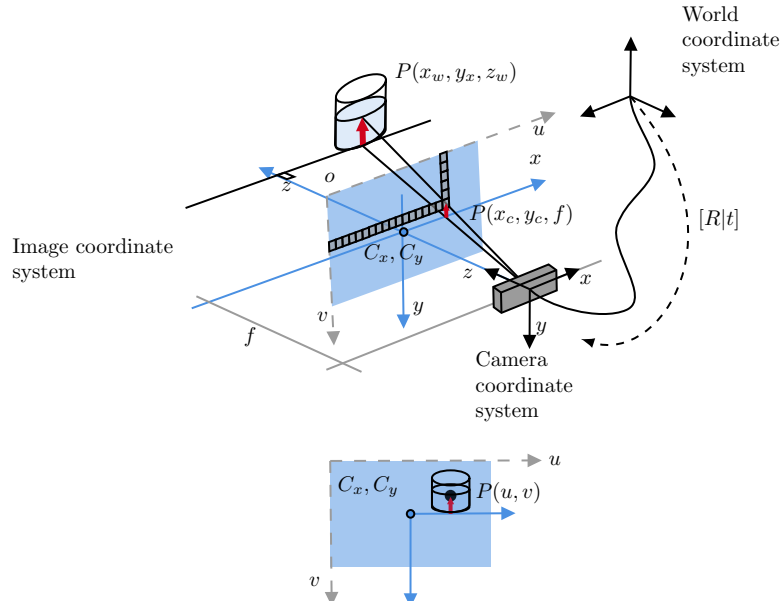 World
coordinate
system
P(x_w, y_x, z_w)
u
x
z
o
P(x_c, y_c, f)
[R|t]
Image coordinate
system
C_x, C_y
z
x
v
y
y
f
Camera
coordinate
system
u
C_x, C_y
P(u, v)
v